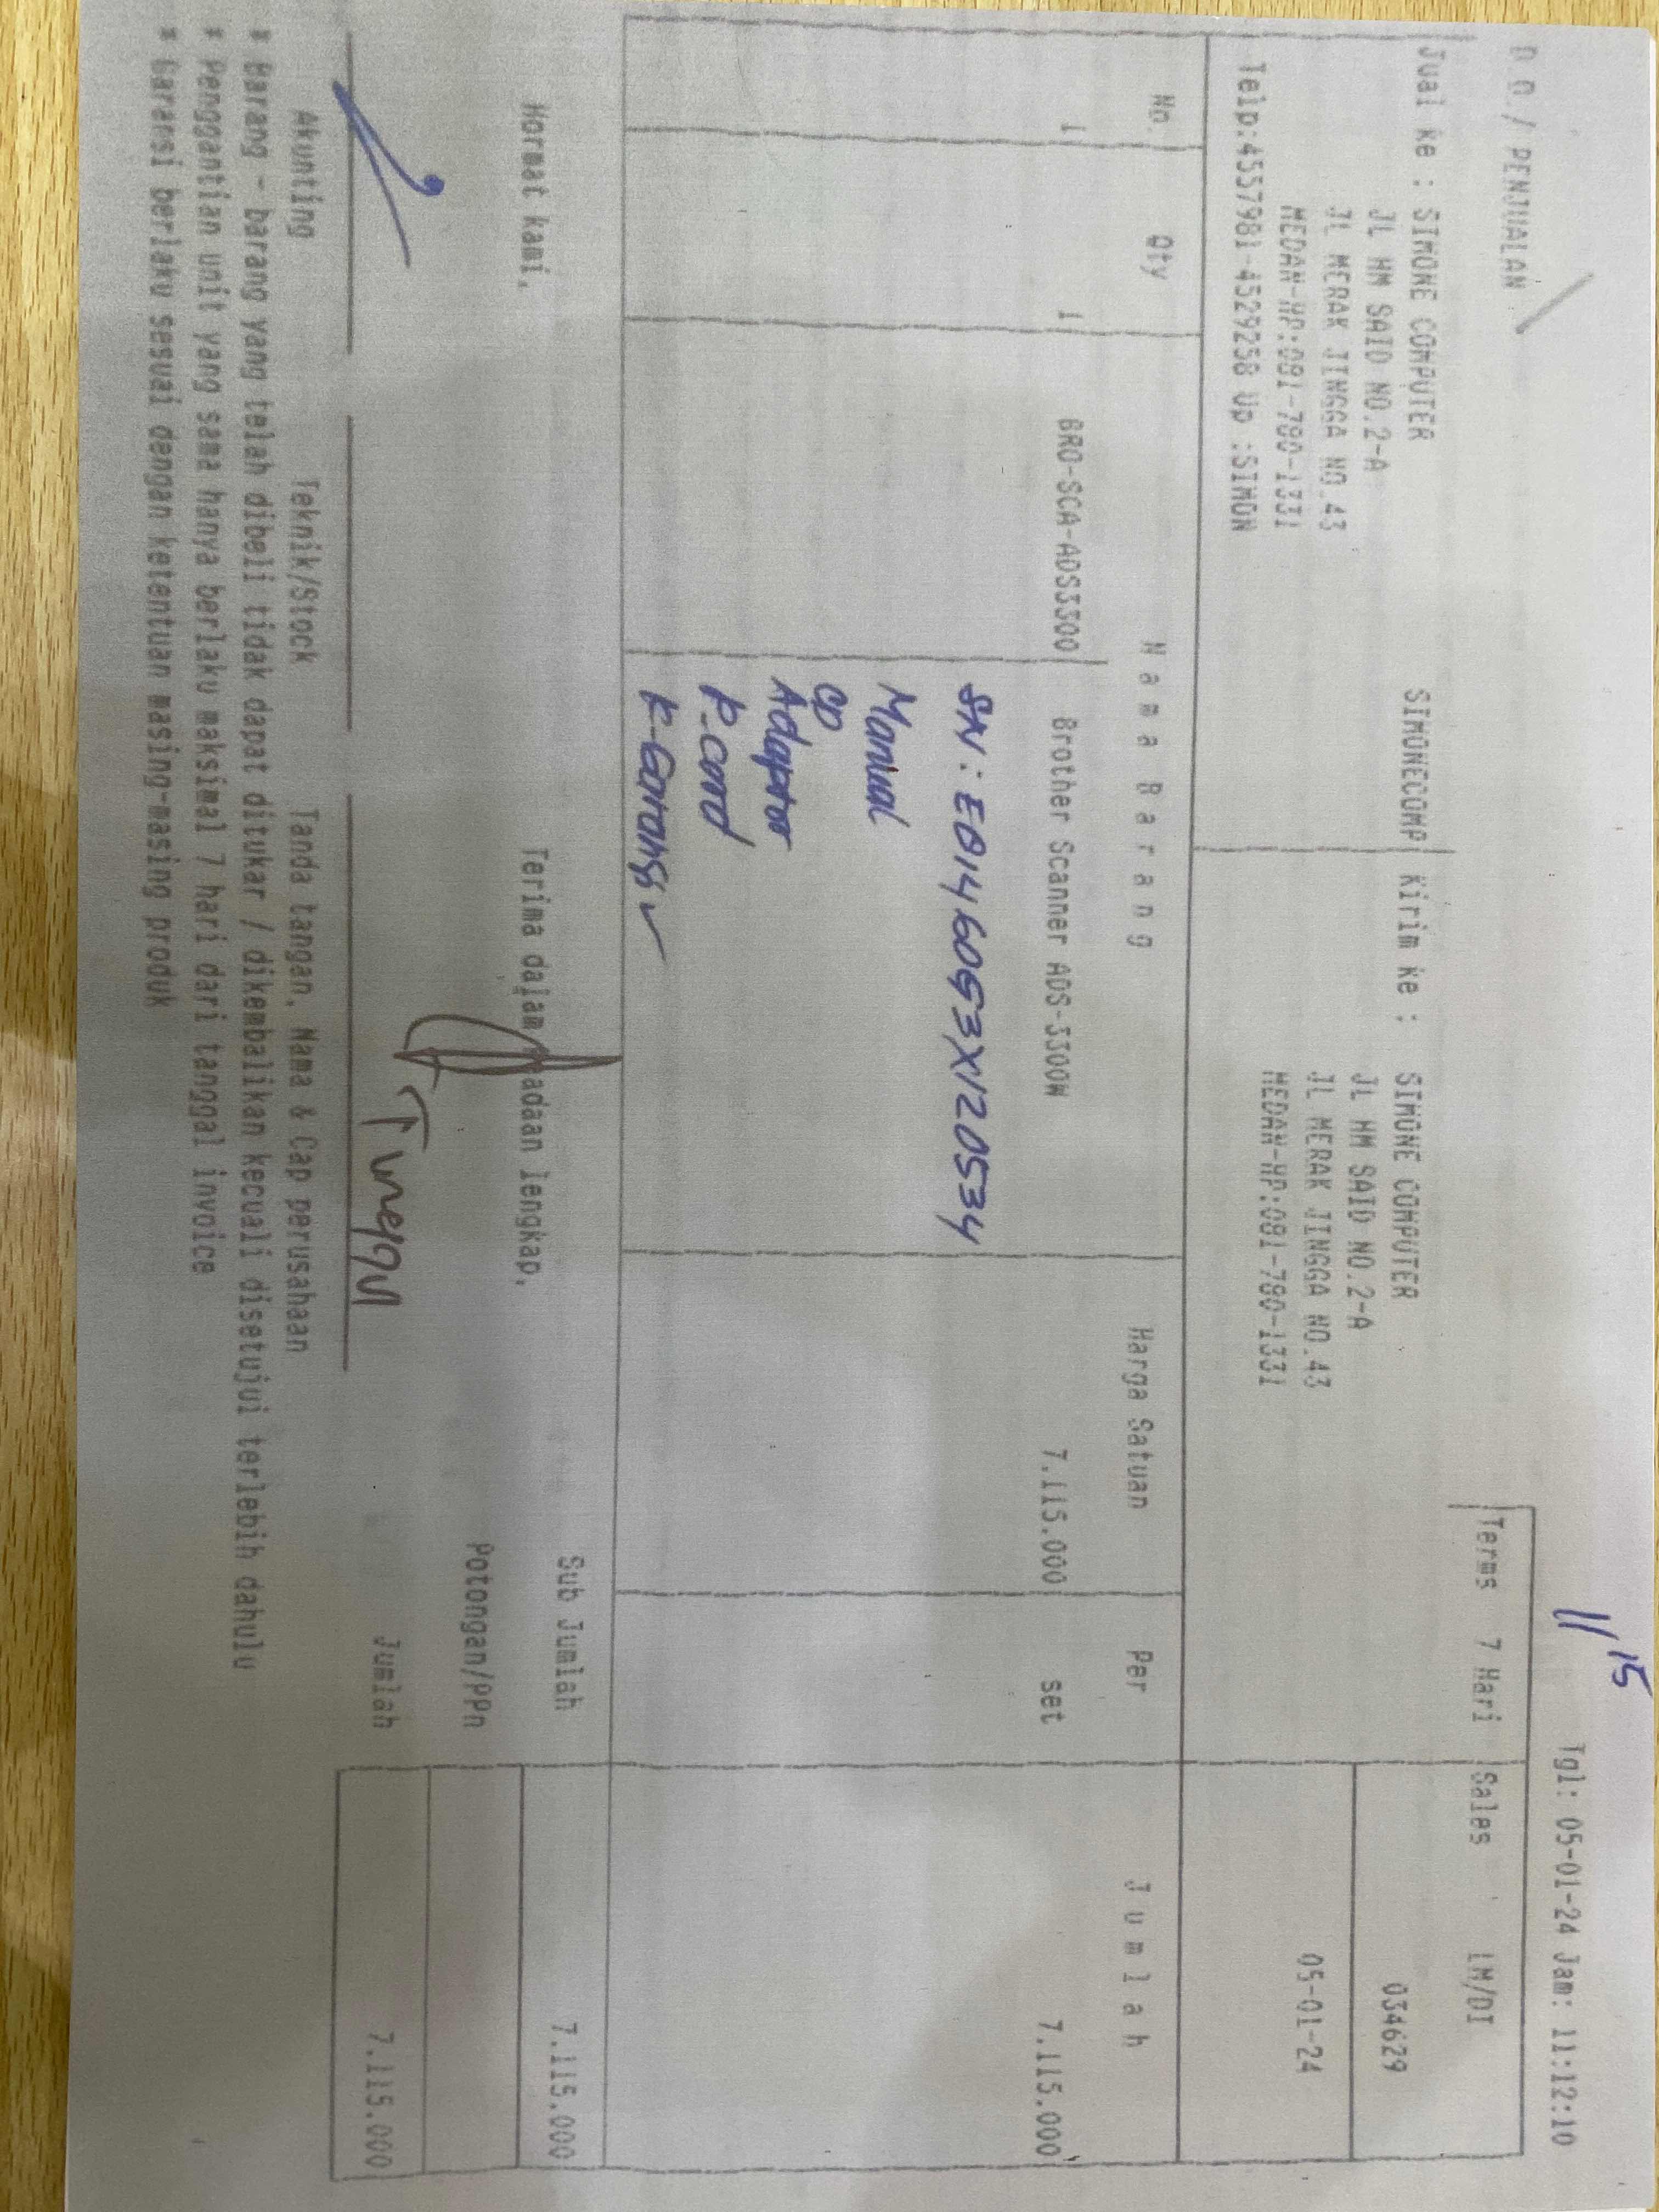 11/15
Tgl: 05-01-24 Jam: 11:12:10
D O / PENJUALAN
Terms 7 Hari Sales LM/DI
Jual Ke : SIMONE COMPUTER SIMONECOMP Kirim Ke : SIMONE COMPUTER 034629
JL HM SAID NO.2-A JL HM SAID NO.2-A
JL MERAK JINGGA NO.43 JL MERAK JINGGA NO.43 05-01-24
MEDAN-HP:081-780-1331 MEDAN-HP:081-780-1331
Telp:4557981-4529258 Up :SIMON
No. Qty Nama Barang Harga Satuan Per Jumlah
1 1 BRO-SCA-ADS3300 Brother Scanner ADS-3300W 7.115.000 set 7.115.000
SN : Manual
CD
Adaptor
P-cord
K-Garansi ✓
Hormat kami, Terima dalam keadaan lengkap, Sub Jumlah 7.115.000
Potongan/PPn
Jumlah 7.115.000
Akunting Teknik/Stock Tanda tangan, Nama & Cap perusahaan
* Barang - barang yang telah dibeli tidak dapat ditukar / dikembalikan kecuali disetujui terlebih dahulu
* Penggantian unit yang sama hanya berlaku maksimal 7 hari dari tanggal invoice
* Garansi berlaku sesuai dengan ketentuan masing-masing produk